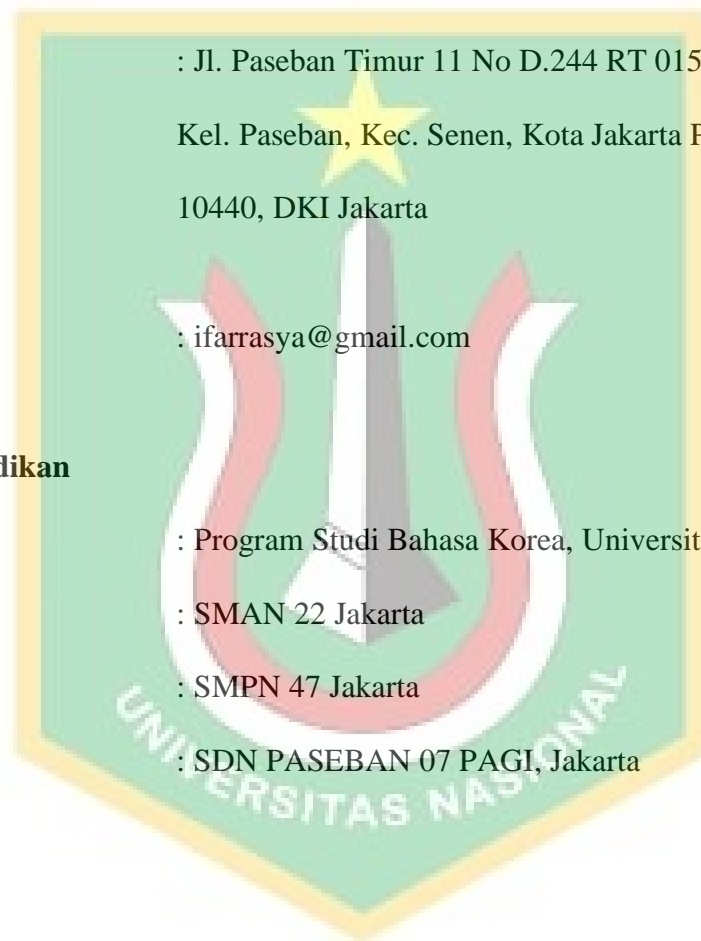 : Jl. Paseban Timur 11 No D.244 RT 015
Kel. Paseban, Kec. Senen, Kota Jakarta
10440, DKI Jakarta
: ifarrasya@gmail.com
dikan
: Program Studi Bahasa Korea, Universit
: SMAN 22 Jakarta
: SMPN 47 Jakarta
: SDN PASEBAN 07 PAGI, Jakarta
UNIVERSITAS NASIONAL